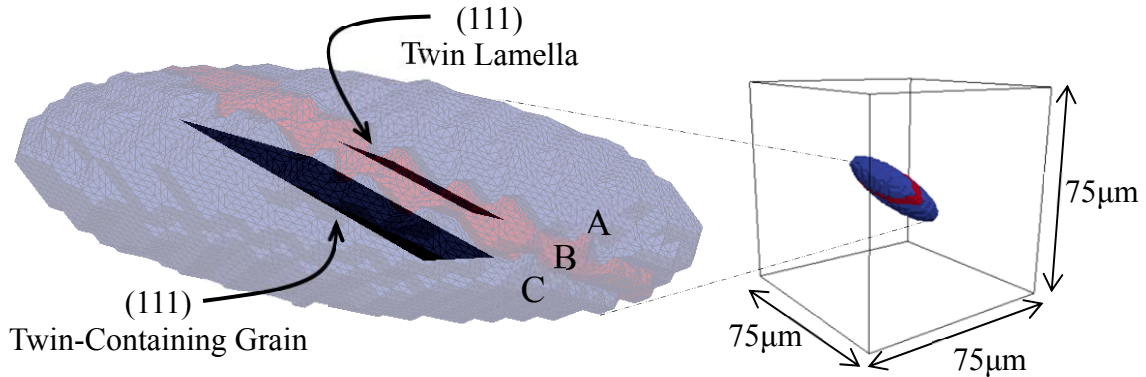 (111)
Twin Lamella
A
B
C
(111)
Twin-Containing Grain
75μm
75μm
75μm